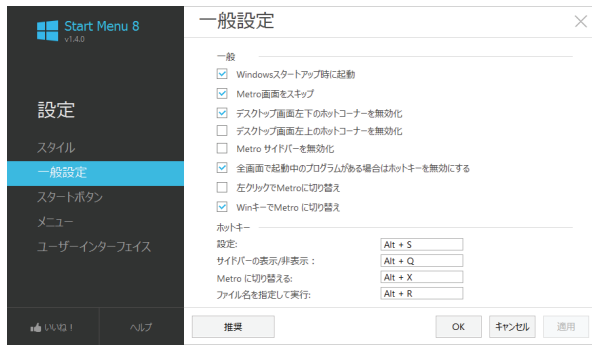 Start Menu 8
v1.4.0
設定
スタイル
一般設定
スタートボタン
メニュー
ユーザーインターフェイス
いいね!
ヘルプ
一般設定
一般
Windowsスタートアップ時に起動
Metro画面をスキップ
デスクトップ画面左下のホットコーナーを無効化
デスクトップ画面左上のホットコーナーを無効化
Metro サイドバーを無効化
全画面で起動中のプログラムがある場合はホットキーを無効にする
左クリックでMetroに切り替え
WinキーでMetro に切り替え
ホットキー
設定: Alt + S
サイドバーの表示/非表示: Alt + Q
Metro に切り替える: Alt + X
ファイル名を指定して実行: Alt + R
推奨 OK キャンセル 適用